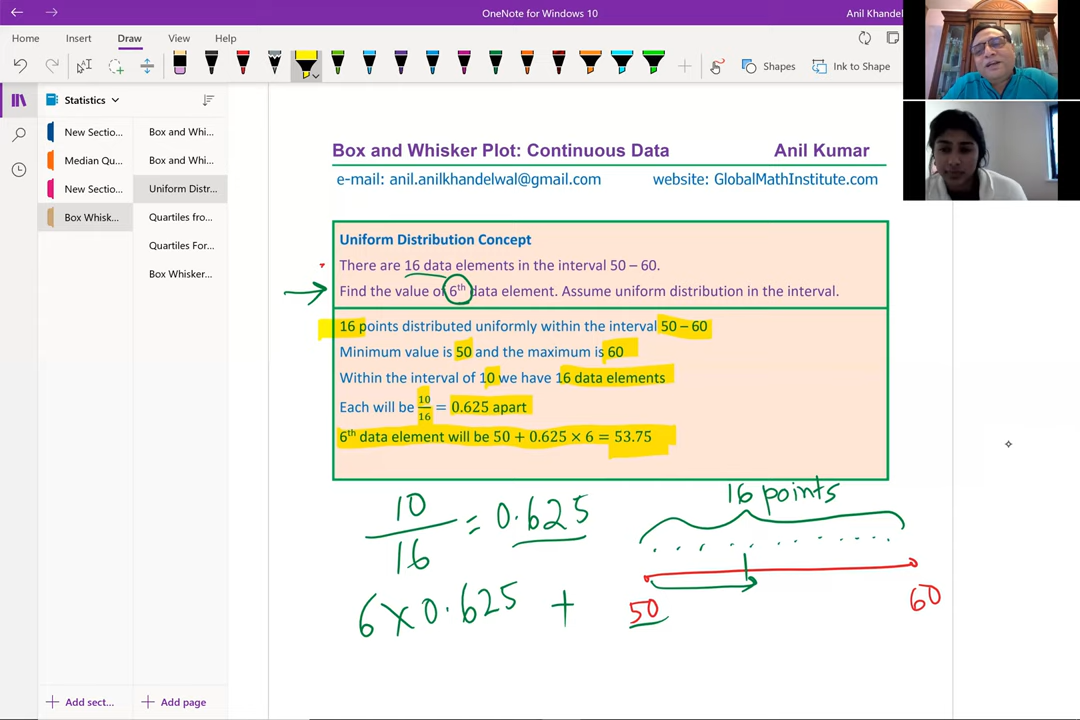 OneNote for Windows 10
Anil Khandel
Home Insert Draw View Help
Shapes Ink to Shape
Statistics
New Sectio...
Median Qu...
New Sectio...
Box Whisk...
Box and Whi...
Box and Whi...
Uniform Distr...
Quartiles fro...
Quartiles For...
Box Whisker...
Box and Whisker Plot: Continuous Data Anil Kumar
e-mail: anil.anilkhandelwal@gmail.com website: GlobalMathInstitute.com
Uniform Distribution Concept
There are 16 data elements in the interval 50 – 60.
Find the value of 6th data element. Assume uniform distribution in the interval.
16 points distributed uniformly within the interval 50 – 60
Minimum value is 50 and the maximum is 60
Within the interval of 10 we have 16 data elements
Each will be 10/16 = 0.625 apart
6th data element will be 50 + 0.625 × 6 = 53.75
10/16 = 0.625
6 × 0.625 +
16 points
50
60
Add sect...
Add page